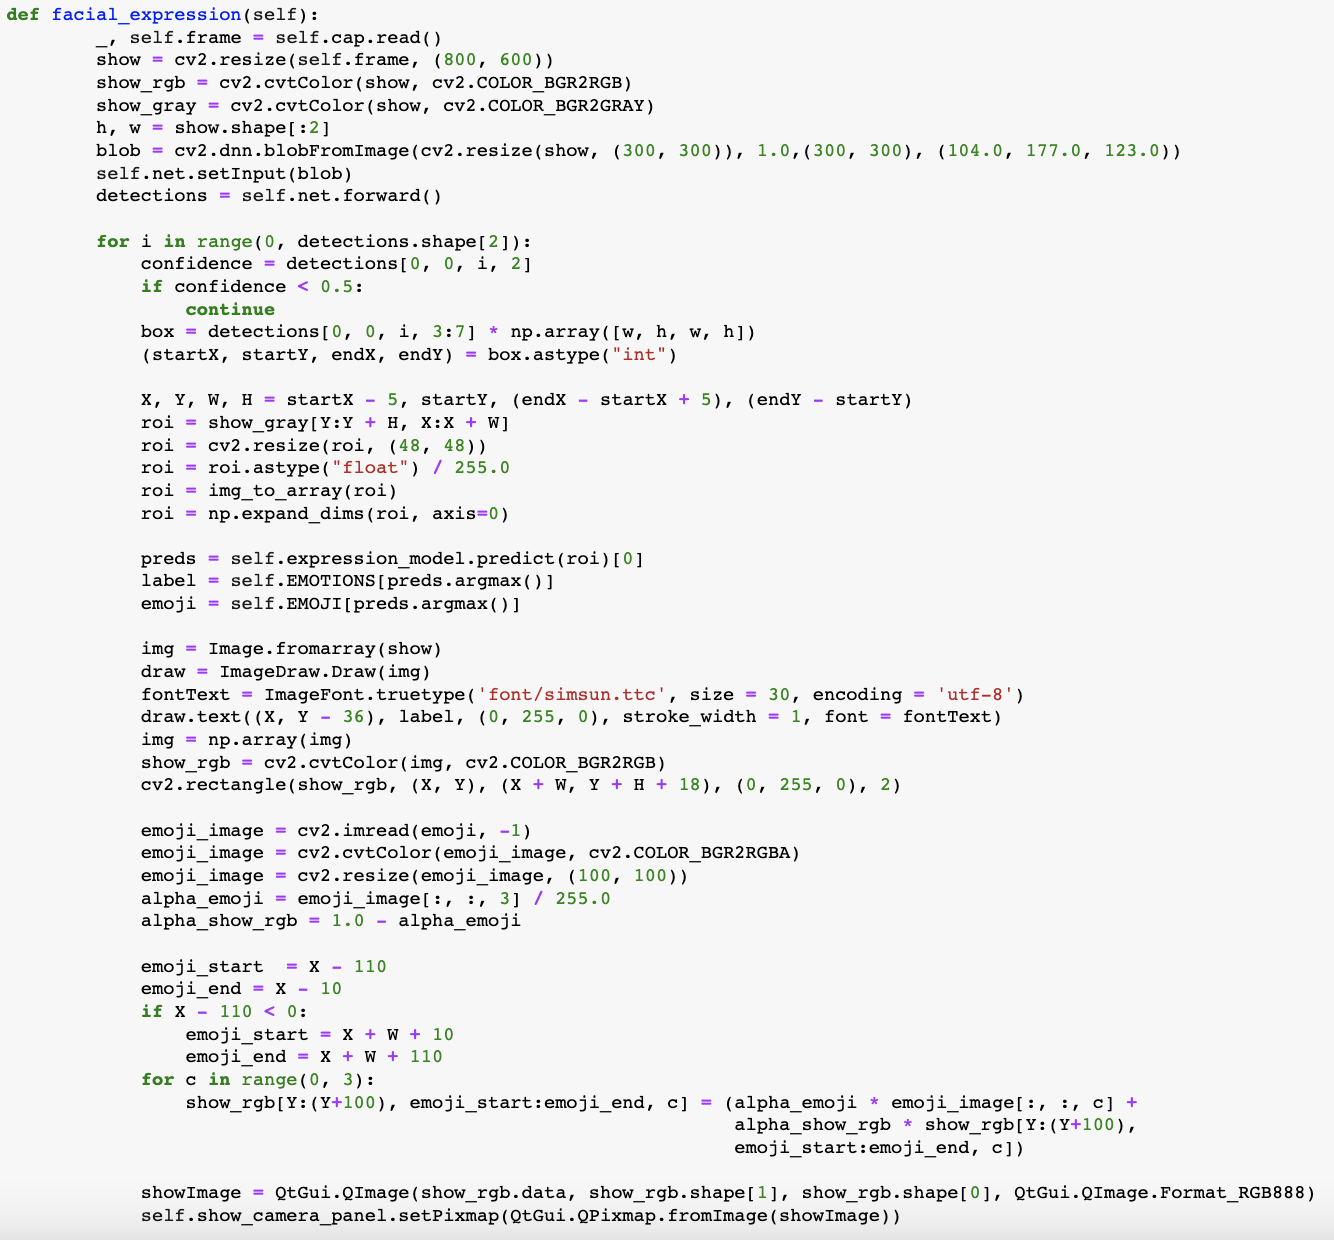 def facial_expression(self):
        _, self.frame = self.cap.read()
        show = cv2.resize(self.frame, (800, 600))
        show_rgb = cv2.cvtColor(show, cv2.COLOR_BGR2RGB)
        show_gray = cv2.cvtColor(show, cv2.COLOR_BGR2GRAY)
        h, w = show.shape[:2]
        blob = cv2.dnn.blobFromImage(cv2.resize(show, (300, 300)), 1.0,(300, 300), (104.0, 177.0, 123.0))
        self.net.setInput(blob)
        detections = self.net.forward()

        for i in range(0, detections.shape[2]):
            confidence = detections[0, 0, i, 2]
            if confidence < 0.5:
                continue
            box = detections[0, 0, i, 3:7] * np.array([w, h, w, h])
            (startX, startY, endX, endY) = box.astype("int")

            X, Y, W, H = startX - 5, startY, (endX - startX + 5), (endY - startY)
            roi = show_gray[Y:Y + H, X:X + W]
            roi = cv2.resize(roi, (48, 48))
            roi = roi.astype("float") / 255.0
            roi = img_to_array(roi)
            roi = np.expand_dims(roi, axis=0)

            preds = self.expression_model.predict(roi)[0]
            label = self.EMOTIONS[preds.argmax()]
            emoji = self.EMOJI[preds.argmax()]

            img = Image.fromarray(show)
            draw = ImageDraw.Draw(img)
            fontText = ImageFont.truetype('font/simsun.ttc', size = 30, encoding = 'utf-8')
            draw.text((X, Y - 36), label, (0, 255, 0), stroke_width = 1, font = fontText)
            img = np.array(img)
            show_rgb = cv2.cvtColor(img, cv2.COLOR_BGR2RGB)
            cv2.rectangle(show_rgb, (X, Y), (X + W, Y + H + 18), (0, 255, 0), 2)

            emoji_image = cv2.imread(emoji, -1)
            emoji_image = cv2.cvtColor(emoji_image, cv2.COLOR_BGR2RGBA)
            emoji_image = cv2.resize(emoji_image, (100, 100))
            alpha_emoji = emoji_image[:, :, 3] / 255.0
            alpha_show_rgb = 1.0 - alpha_emoji

            emoji_start  = X - 110
            emoji_end = X - 10
            if X - 110 < 0:
                emoji_start = X + W + 10
                emoji_end = X + W + 110
            for c in range(0, 3):
                show_rgb[Y:(Y+100), emoji_start:emoji_end, c] = (alpha_emoji * emoji_image[:, :, c] +
                                                                 alpha_show_rgb * show_rgb[Y:(Y+100),
                                                                 emoji_start:emoji_end, c])

            showImage = QtGui.QImage(show_rgb.data, show_rgb.shape[1], show_rgb.shape[0], QtGui.QImage.Format_RGB888)
            self.show_camera_panel.setPixmap(QtGui.QPixmap.fromImage(showImage))